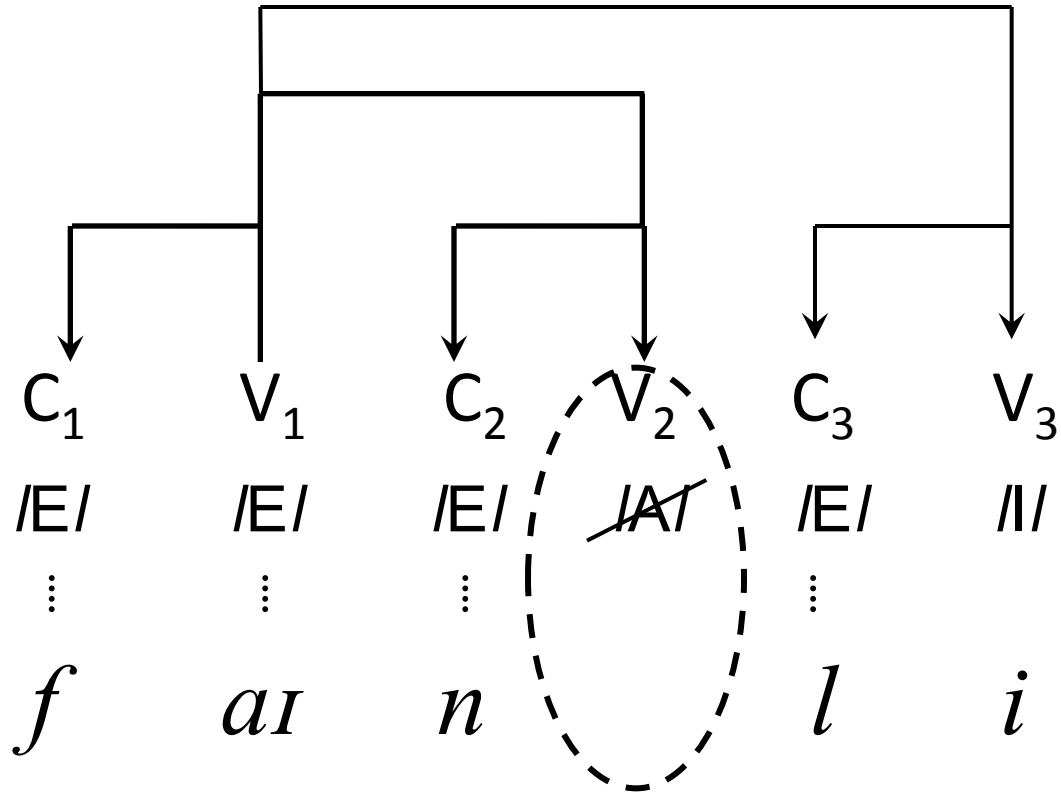 C₁ V₁ C₂ V₂ C₃ V₃
/E/ /E/ /E/ /A/ /E/ /I/
f aɪ n l i